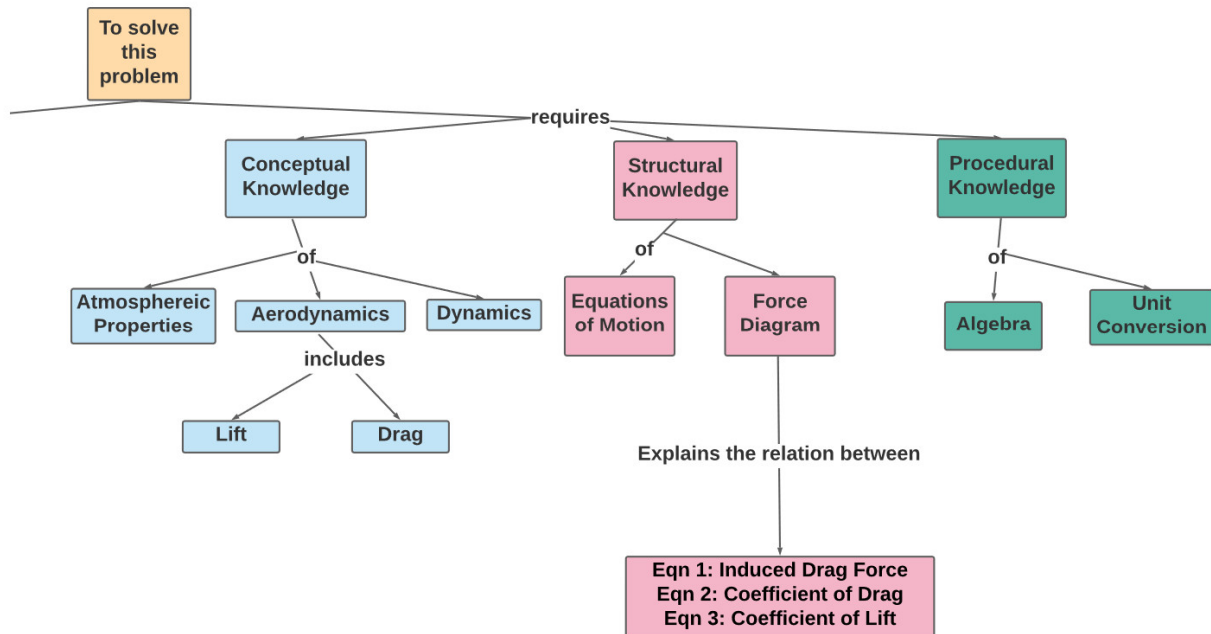 To solve
this
problem
requires
Conceptual
Knowledge
Structural
Knowledge
Procedural
Knowledge
of
of
of
Atmosphereic
Properties
Aerodynamics
Dynamics
Equations
of Motion
Force
Diagram
Algebra
Unit
Conversion
includes
Lift
Drag
Explains the relation between
Eqn 1: Induced Drag Force
Eqn 2: Coefficient of Drag
Eqn 3: Coefficient of Lift